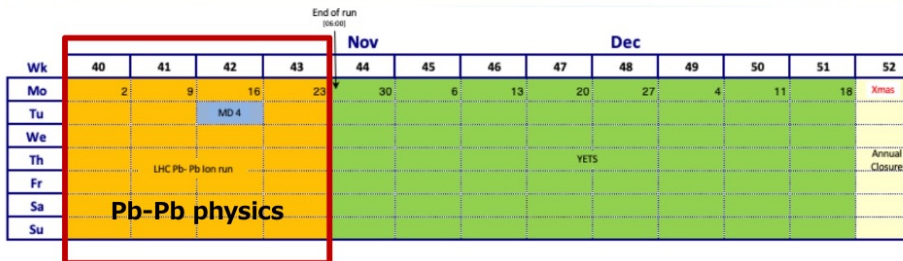 End of run
[06:00]
Nov Dec
Wk 40 41 42 43 44 45 46 47 48 49 50 51 52
Mo 2 9 16 23 30 6 13 20 27 4 11 18 Xmas
Tu MD 4
We
Th LHC Pb- Pb Ion run YETS Annual Closure
Fr
Sa Pb-Pb physics
Su